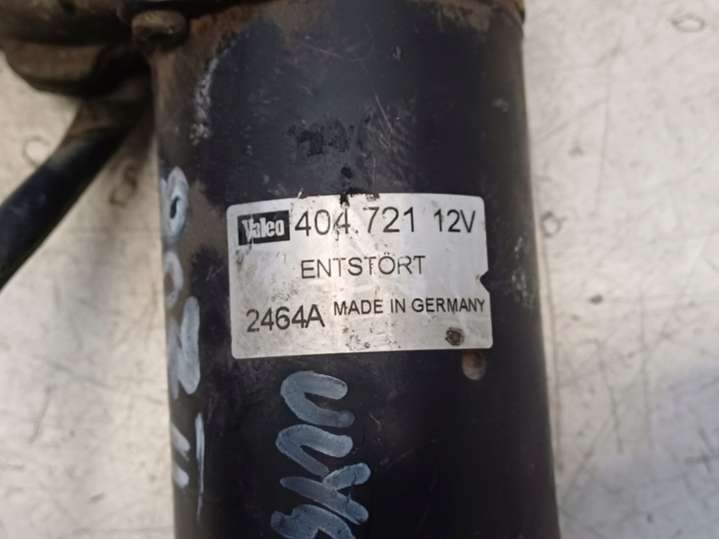 Valeo 404.721 12V
ENTSTÖRT
2464A MADE IN GERMANY